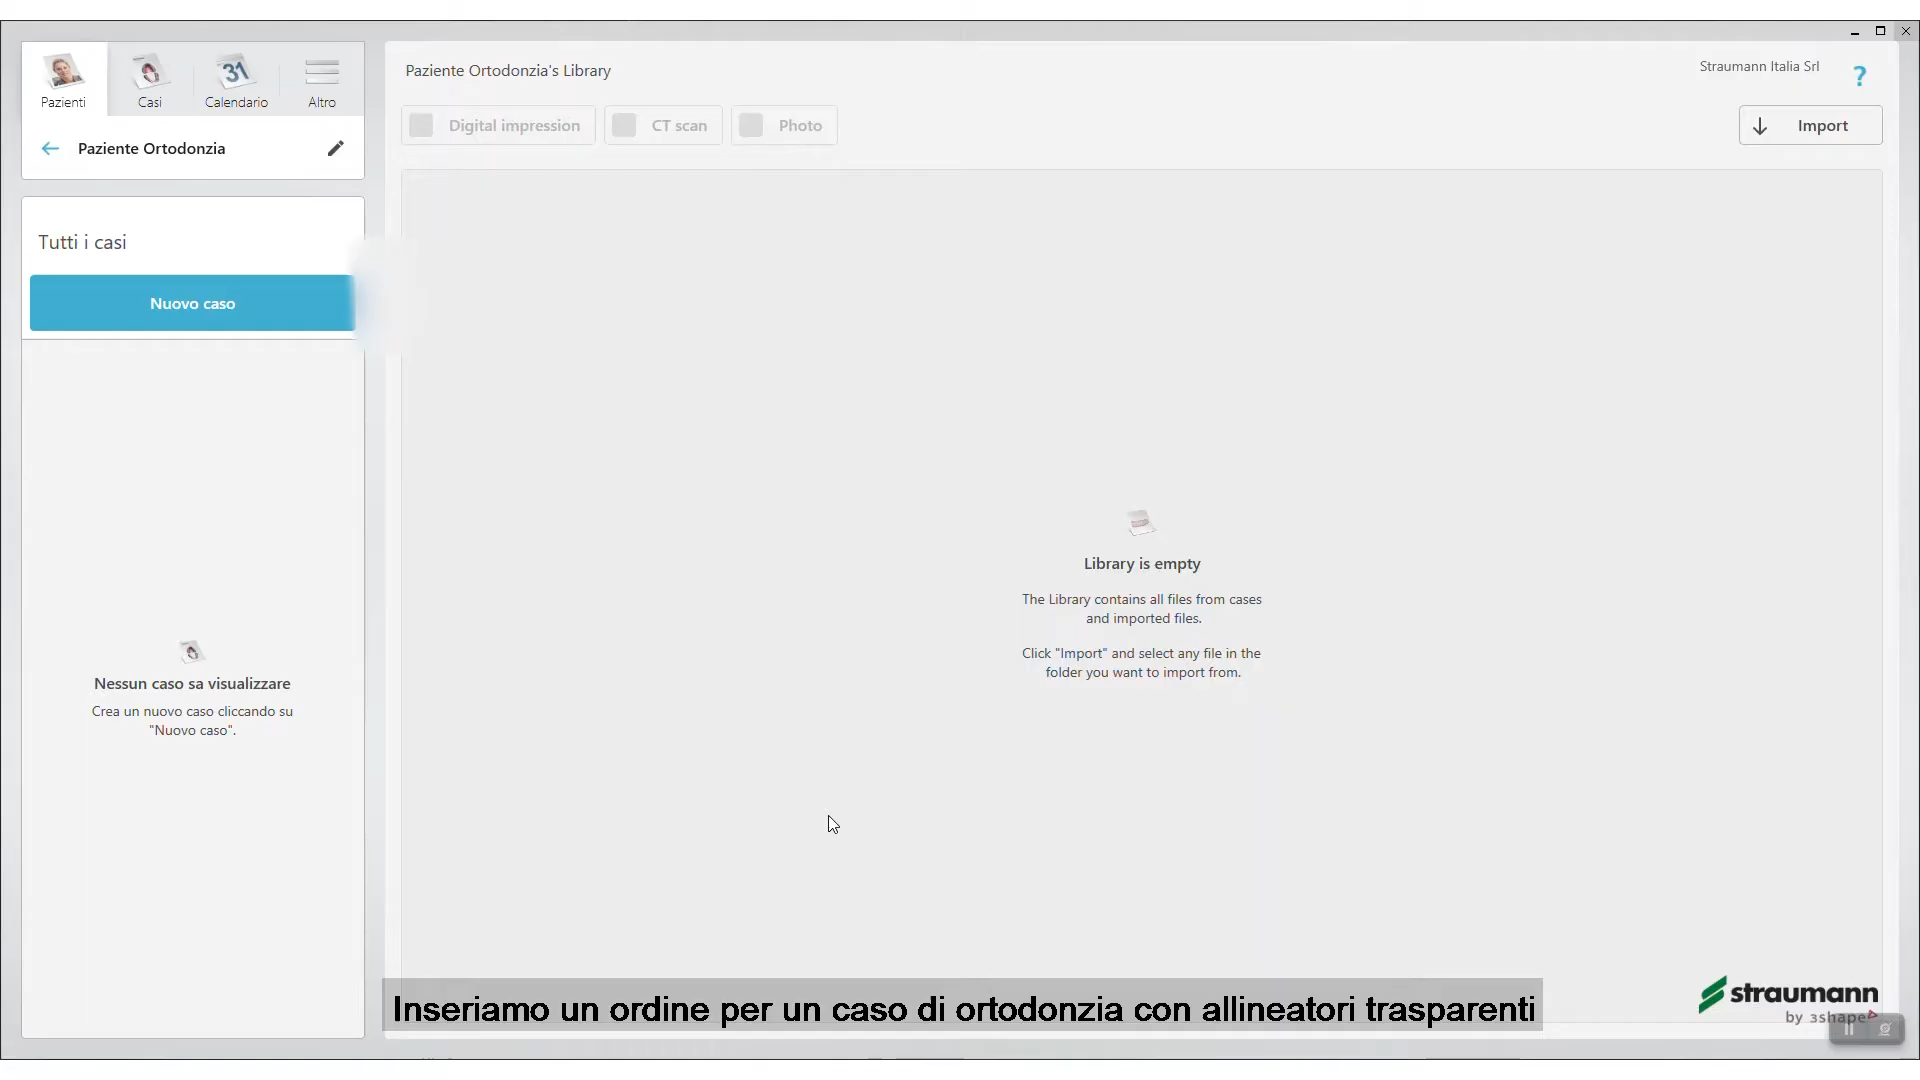 Pazienti
Casi
31
Calendario
Altro
Paziente Ortodonzia
Tutti i casi
Nuovo caso
Nessun caso sa visualizzare
Crea un nuovo caso cliccando su
"Nuovo caso".
Paziente Ortodonzia's Library
Straumann Italia Srl
?
Digital impression
CT scan
Photo
Import
Library is empty
The Library contains all files from cases
and imported files.
Click "Import" and select any file in the
folder you want to import from.
Inseriamo un ordine per un caso di ortodonzia con allineatori trasparenti
straumann
by 3shape